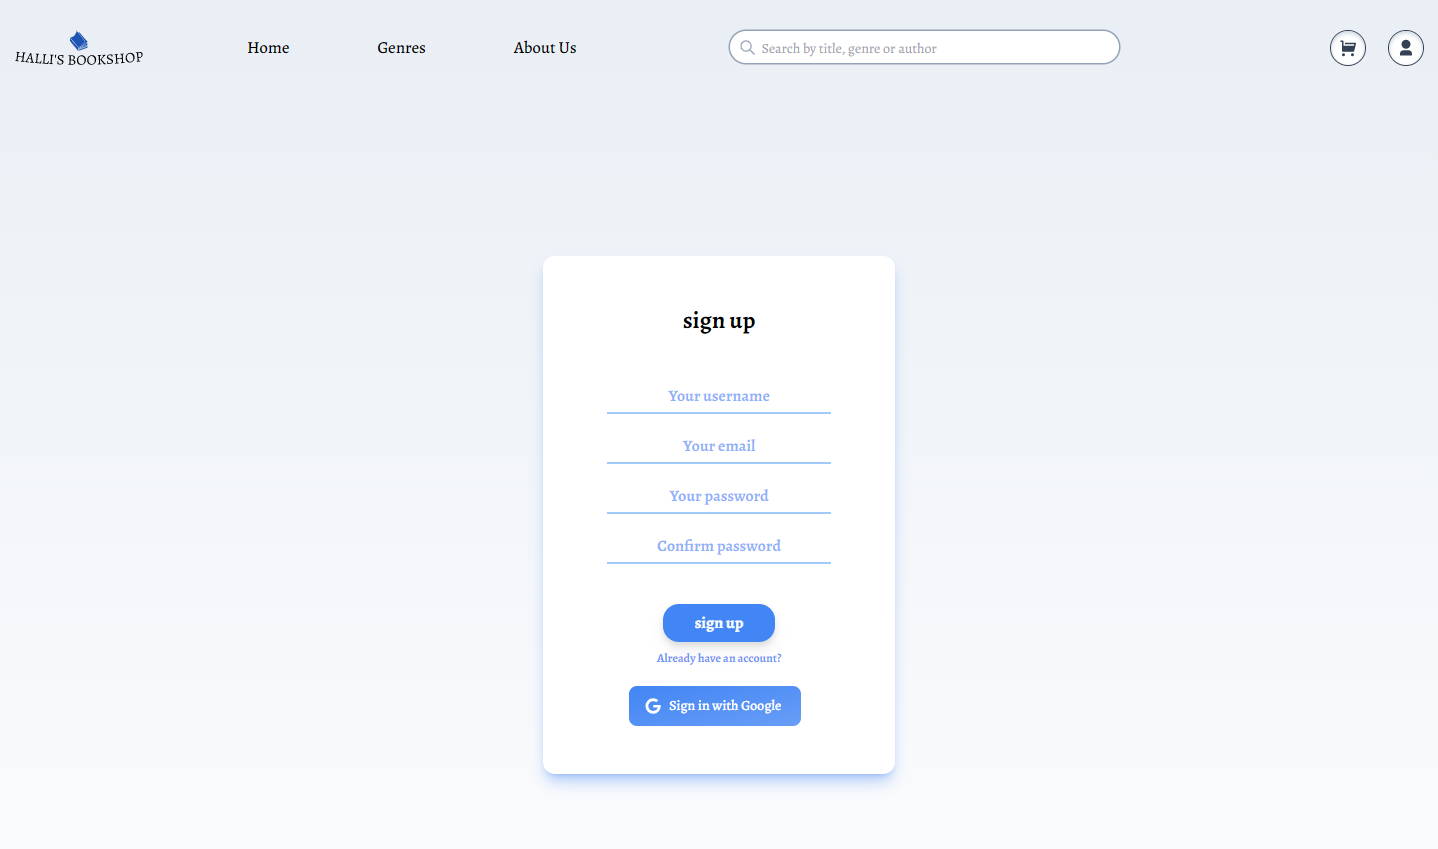 HALLI'S BOOKSHOP
Home
Genres
About Us
Search by title, genre or author
sign up
Your username
Your email
Your password
Confirm password
sign up
Already have an account?
Sign in with Google